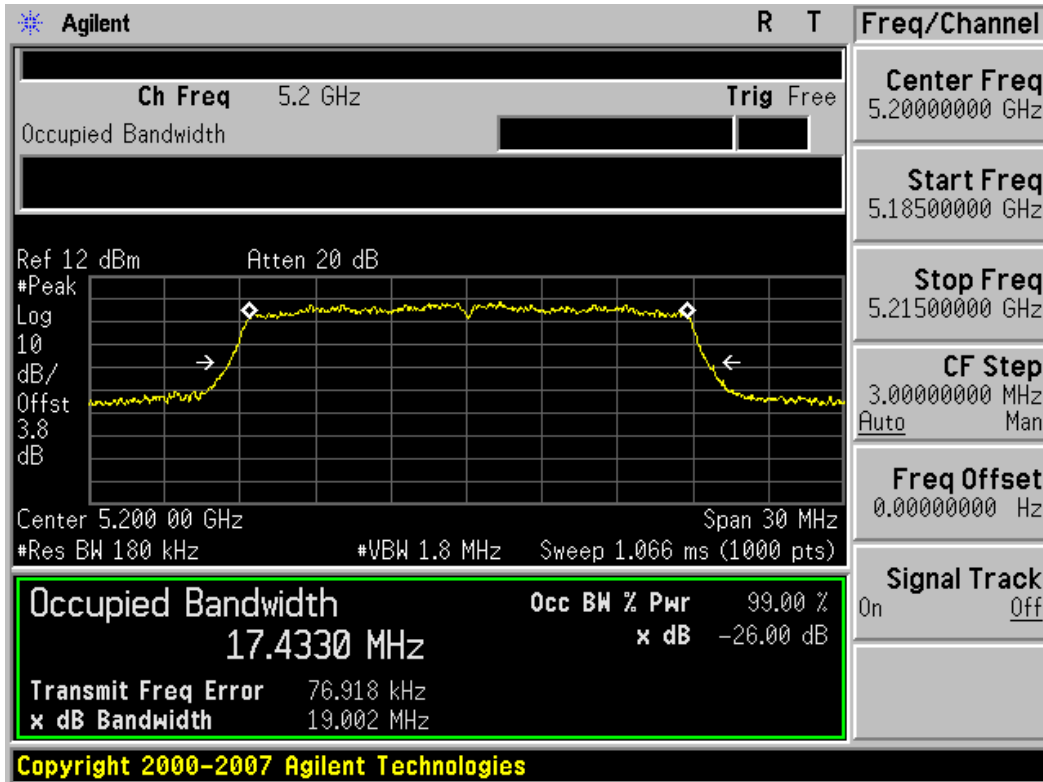 Agilent R T
Ch Freq 5.2 GHz Trig Free
Occupied Bandwidth
Ref 12 dBm Atten 20 dB
#Peak
Log
10
dB/
Offst
3.8
dB
Center 5.200 00 GHz Span 30 MHz
#Res BW 180 kHz #VBW 1.8 MHz Sweep 1.066 ms (1000 pts)
Occupied Bandwidth Occ BW % Pwr 99.00 %
17.4330 MHz x dB -26.00 dB
Transmit Freq Error 76.918 kHz
x dB Bandwidth 19.002 MHz
Copyright 2000-2007 Agilent Technologies
Freq/Channel
Center Freq
5.20000000 GHz
Start Freq
5.18500000 GHz
Stop Freq
5.21500000 GHz
CF Step
3.00000000 MHz
Auto Man
Freq Offset
0.00000000 Hz
Signal Track
On Off